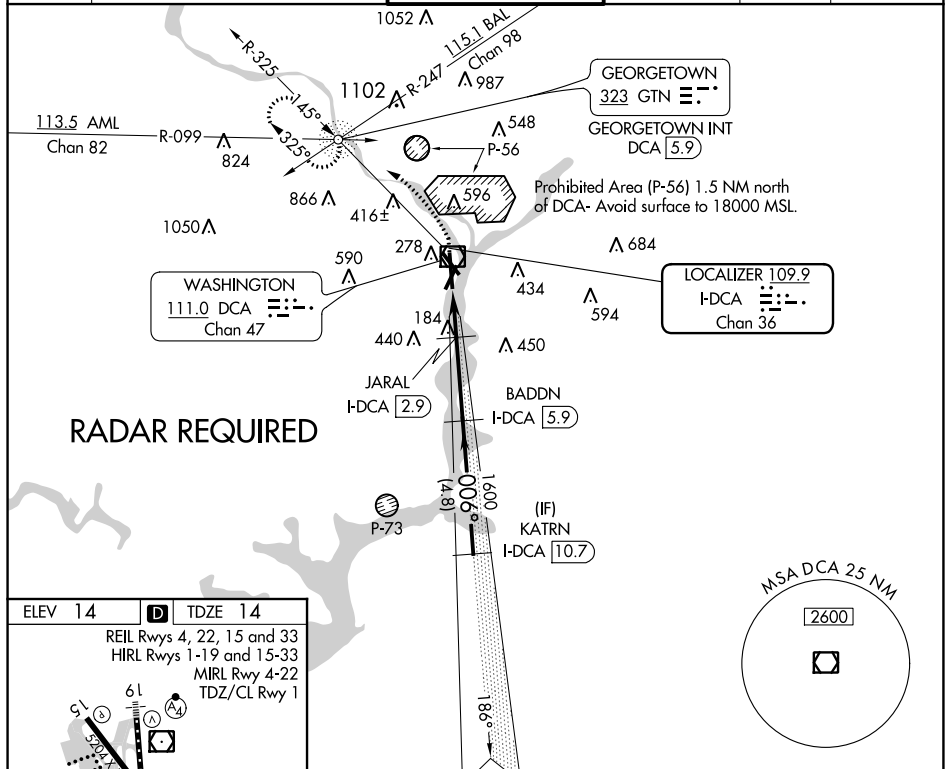 1052
115.1 BAL
Chan 98
R-325
R-247
1102
987
145°
325°
GEORGETOWN
323 GTN
GEORGETOWN INT
DCA 5.9
113.5 AML
Chan 82
R-099
824
548
P-56
596
Prohibited Area (P-56) 1.5 NM north
of DCA- Avoid surface to 18000 MSL.
866
416±
1050
278
684
590
434
594
WASHINGTON
111.0 DCA
Chan 47
LOCALIZER 109.9
I-DCA
Chan 36
184
440
450
JARAL
I-DCA 2.9
BADDN
I-DCA 5.9
RADAR REQUIRED
006°
1600
(4.8)
P-73
(IF)
KATRN
I-DCA 10.7
MSA DCA 25 NM
2600
186°
ELEV 14 D TDZE 14
REIL Rwys 4, 22, 15 and 33
HIRL Rwys 1-19 and 15-33
MIRL Rwy 4-22
TDZ/CL Rwy 1
19
15
P
V
A4
5204 X